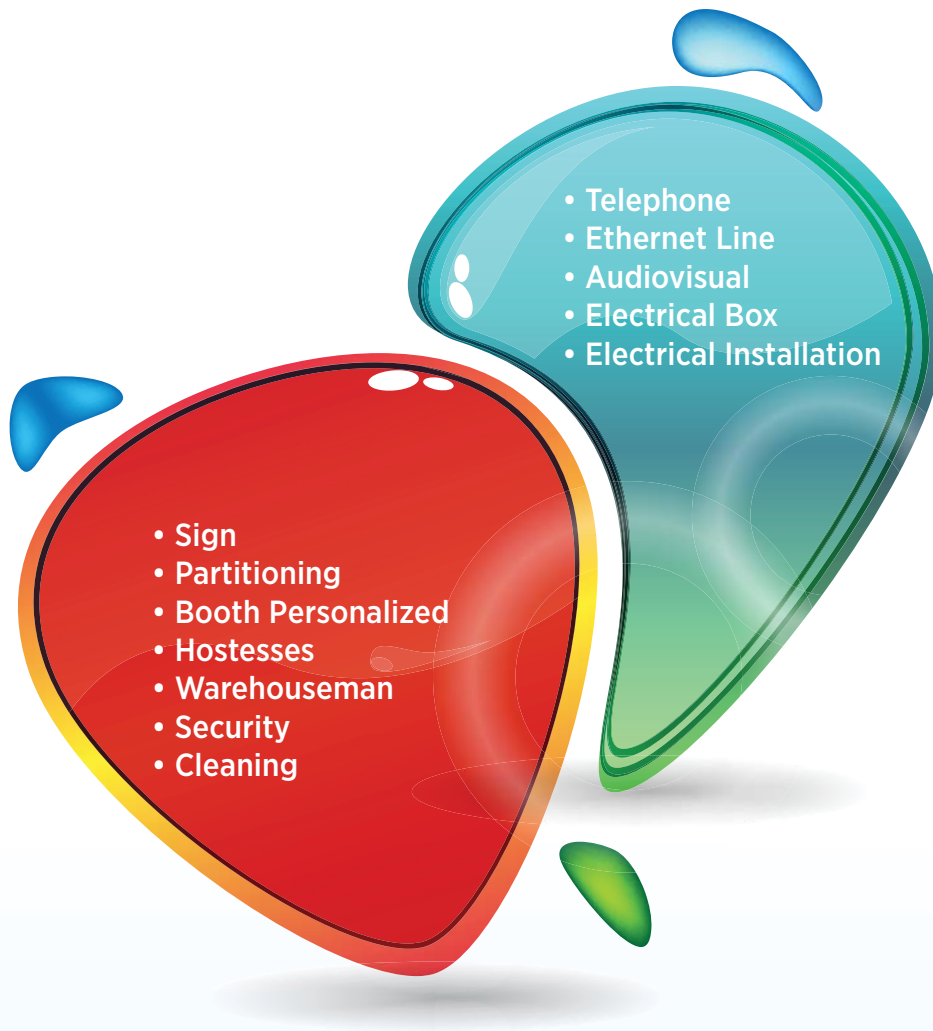 • Telephone
• Ethernet Line
• Audiovisual
• Electrical Box
• Electrical Installation
• Sign
• Partitioning
• Booth Personalized
• Hostesses
• Warehouseman
• Security
• Cleaning